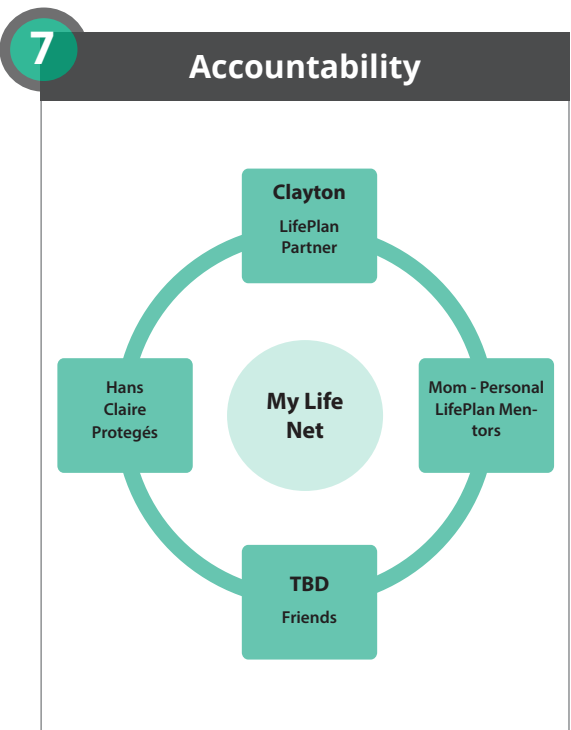 7
Accountability
Clayton
LifePlan
Partner
Hans
Claire
Protegés
My Life
Net
Mom - Personal
LifePlan Men-
tors
TBD
Friends